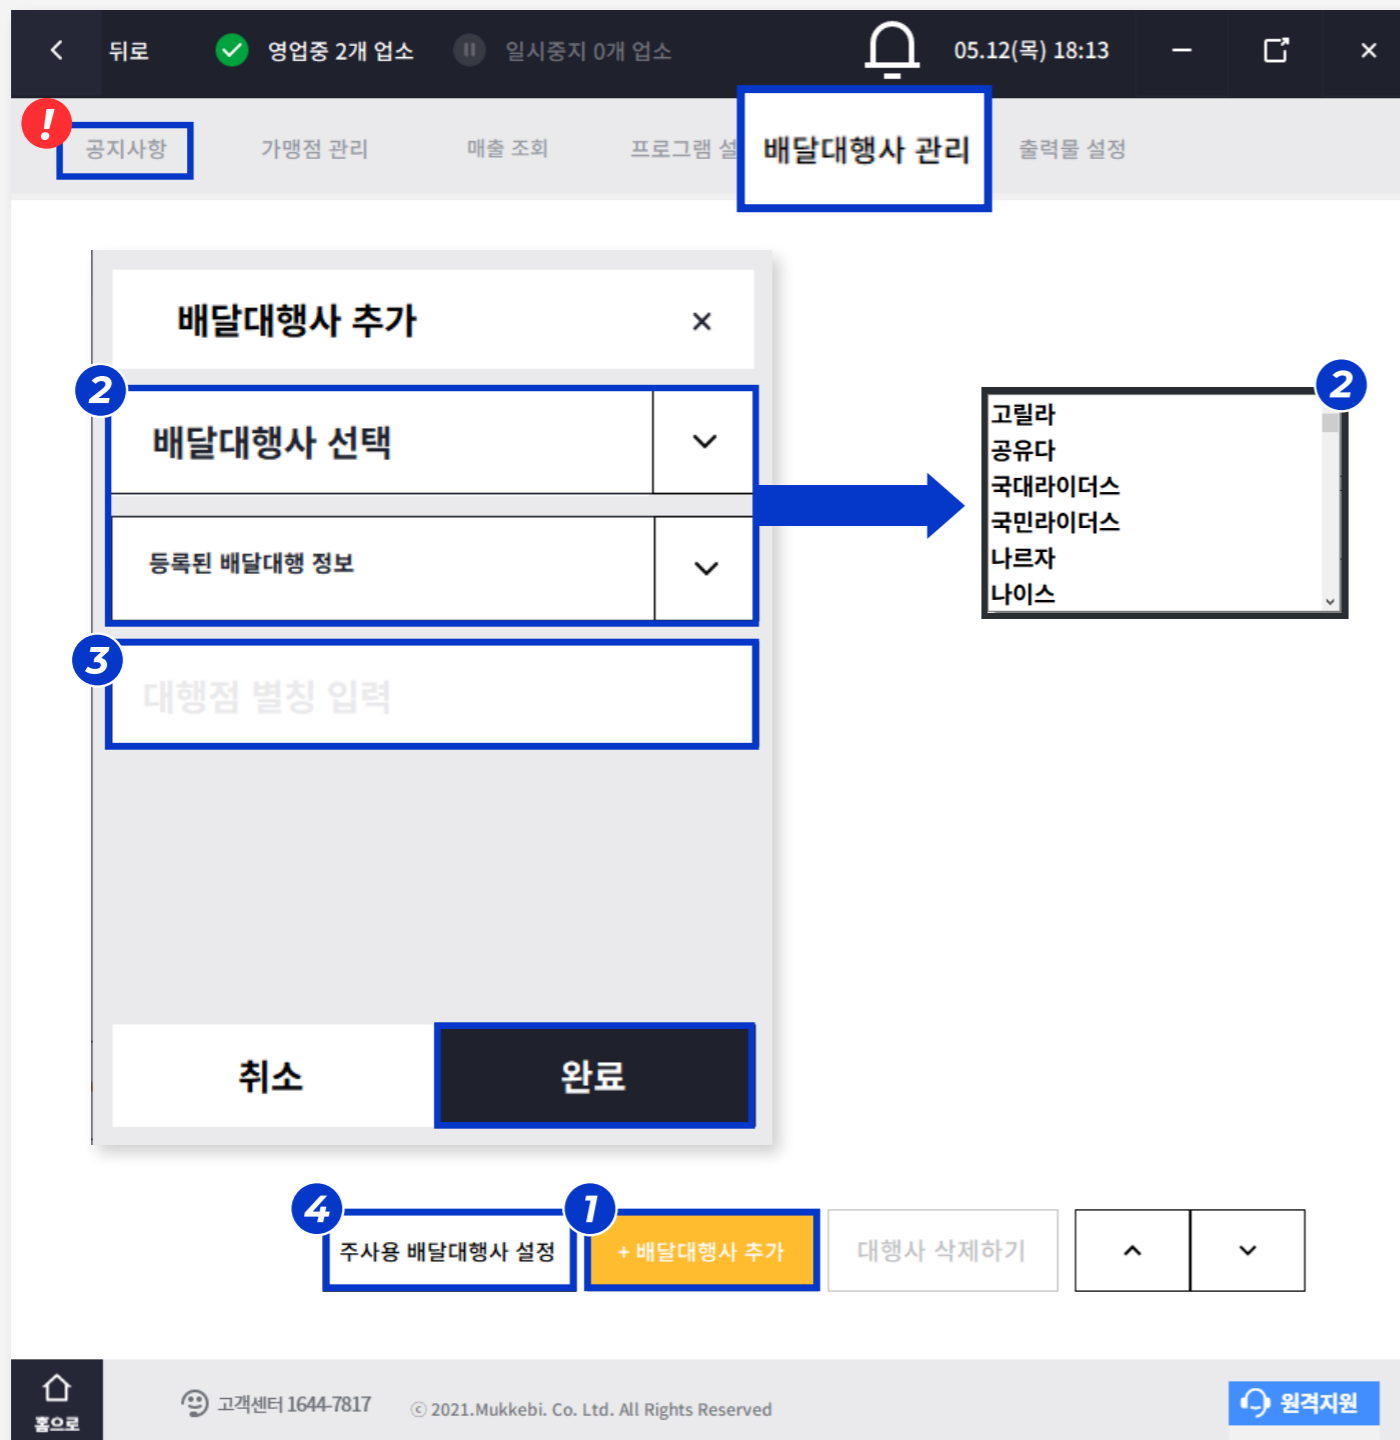 뒤로
영업중 2개 업소
일시중지 0개 업소
05.12(목) 18:13
!
공지사항
가맹점 관리
매출 조회
프로그램 설
배달대행사 관리
출력물 설정
배달대행사 추가
2
배달대행사 선택
등록된 배달대행 정보
3
대행점 별칭 입력
2
고릴라
공유다
국대라이더스
국민라이더스
나르자
나이스
취소
완료
4
주사용 배달대행사 설정
1
+ 배달대행사 추가
대행사 삭제하기
홈으로
고객센터 1644-7817
ⓒ 2021.Mukkebi. Co. Ltd. All Rights Reserved
원격지원